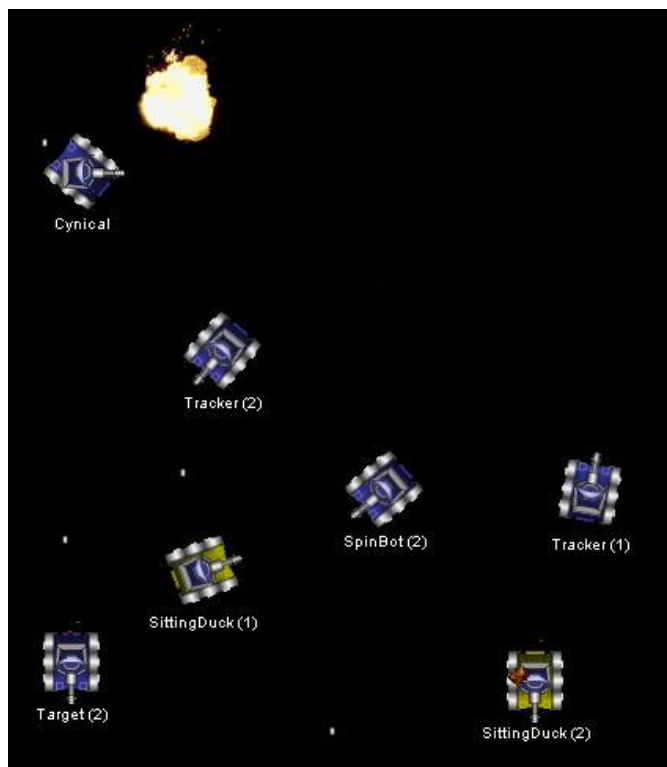 Cynical
Tracker (2)
SpinBot (2)
Tracker (1)
SittingDuck (1)
Target (2)
SittingDuck (2)